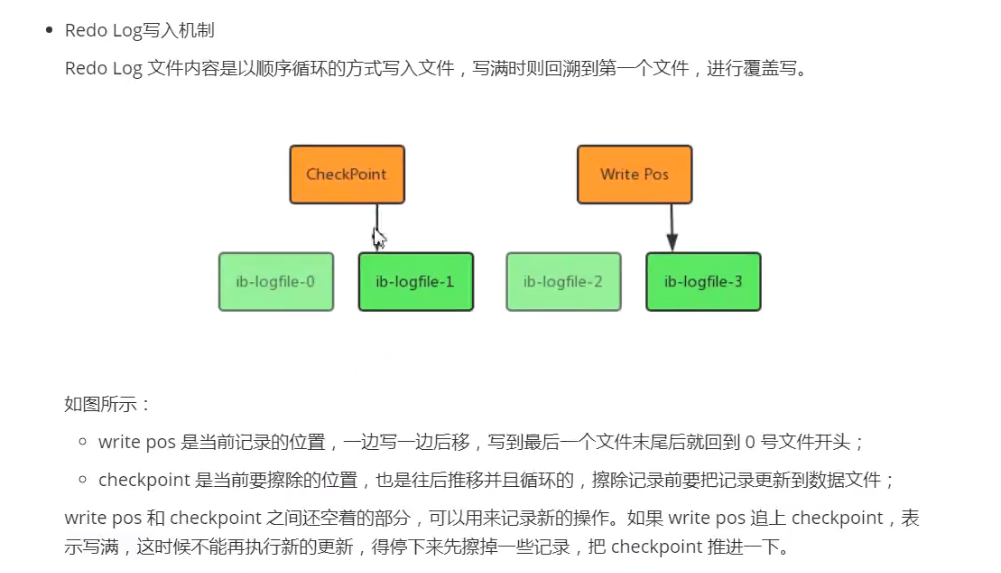 Redo Log写入机制
Redo Log 文件内容是以顺序循环的方式写入文件，写满时则回溯到第一个文件，进行覆盖写。
CheckPoint
Write Pos
ib-logfile-0
ib-logfile-1
ib-logfile-2
ib-logfile-3
如图所示：
write pos 是当前记录的位置，一边写一边后移，写到最后一个文件末尾后就回到 0 号文件开头；
checkpoint 是当前要擦除的位置，也是往后推移并且循环的，擦除记录前要把记录更新到数据文件；
write pos 和 checkpoint 之间还空着的部分，可以用来记录新的操作。如果 write pos 追上 checkpoint，表
示写满，这时候不能再执行新的更新，得停下来先擦掉一些记录，把 checkpoint 推进一下。